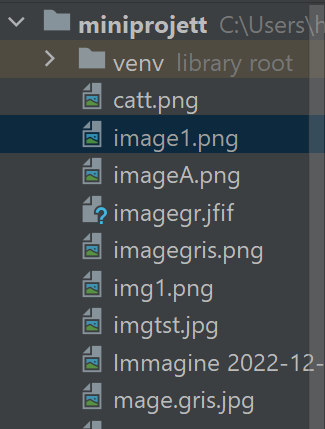 miniprojett C:\Users\h
venv library root
catt.png
image1.png
imageA.png
imagegr.jfif
imagegris.png
img1.png
imgtst.jpg
Immagine 2022-12-
mage.gris.jpg